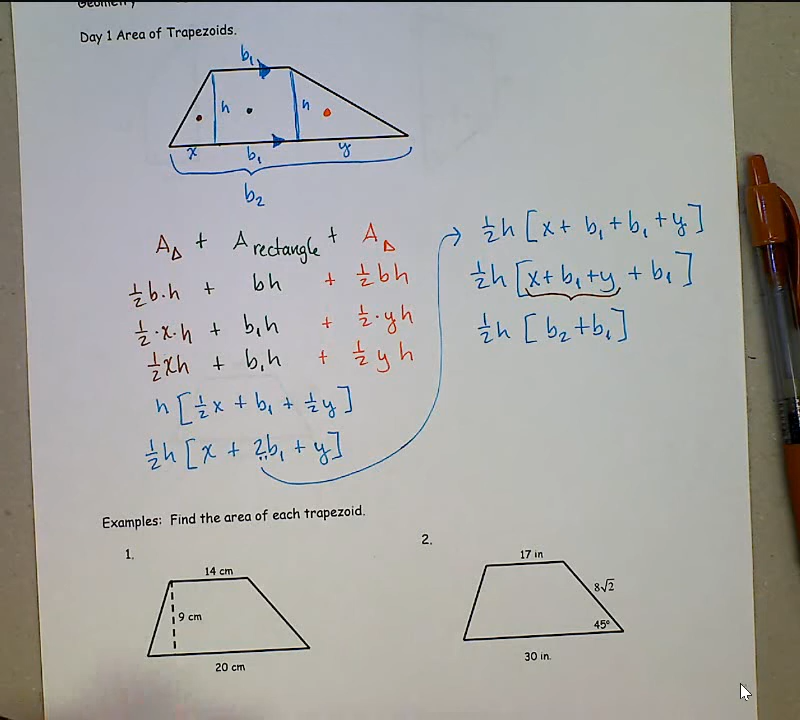 Geometry
Day 1 Area of Trapezoids.
b₁
h h
x b₁ y
b₂
A△ + A rectangle + A△
½b·h + bh + ½bh
½·x·h + b₁h + ½·yh
½xh + b₁h + ½yh
h[½x + b₁ + ½y]
½h[x + 2b₁ + y]
½h[x + b₁ + b₁ + y]
½h[x + b₁ + y + b₁]
½h[b₂ + b₁]
Examples: Find the area of each trapezoid.
1.
14 cm
9 cm
20 cm
2.
17 in
8√2
45°
30 in.